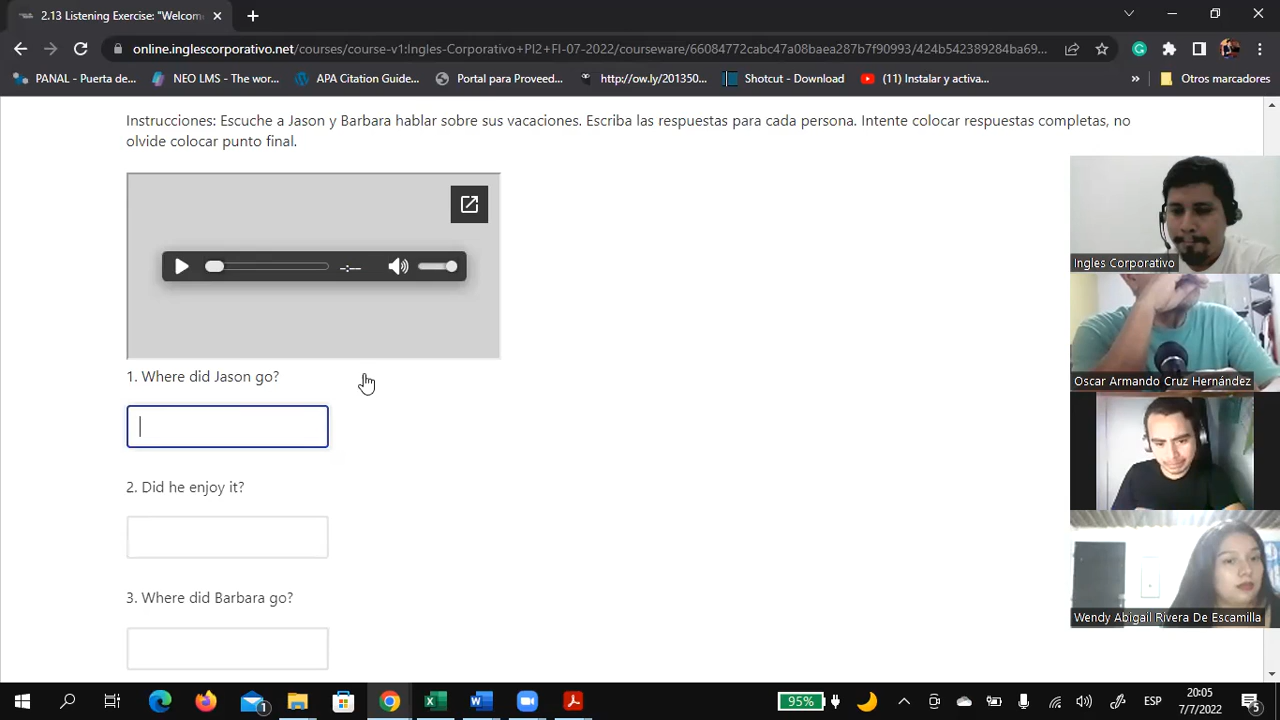 2.13 Listening Exercise: "Welcom
online.inglescorporativo.net/courses/course-v1:Ingles-Corporativo+PI2+FI-07-2022/courseware/66084772cabc47a08baea287b7f90993/424b542389284ba69...
PANAL - Puerta de...
NEO LMS - The wor...
APA Citation Guide...
Portal para Proveed...
http://ow.ly/201350...
Shotcut - Download
(11) Instalar y activa...
»
Otros marcadores
Instrucciones: Escuche a Jason y Barbara hablar sobre sus vacaciones. Escriba las respuestas para cada persona. Intente colocar respuestas completas, no
olvide colocar punto final.
-:--
Ingles Corporativo
Oscar Armando Cruz Hernández
Wendy Abigail Rivera De Escamilla
1. Where did Jason go?
2. Did he enjoy it?
3. Where did Barbara go?
1
95%
ESP
20:05
7/7/2022
5